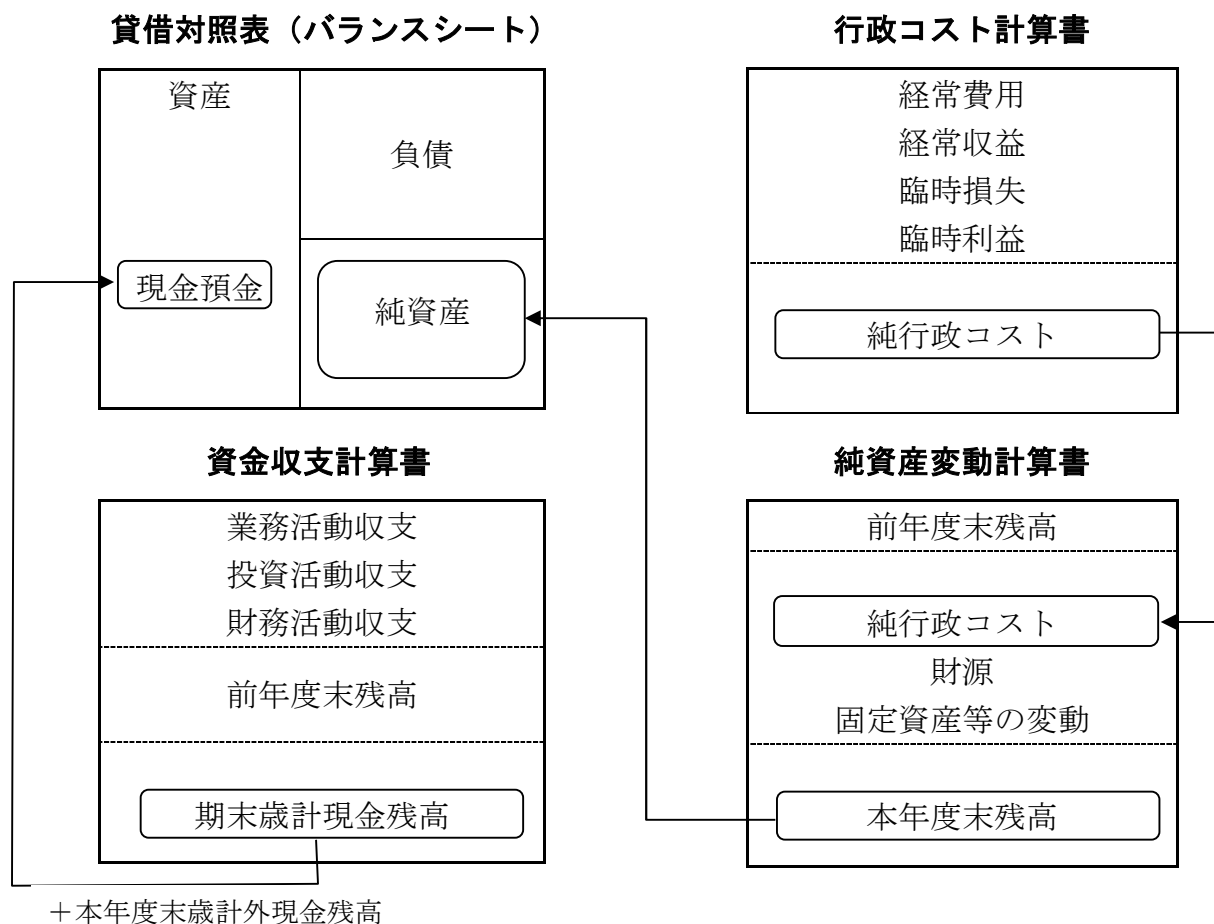 貸借対照表（バランスシート）
資産
負債
現金預金
純資産
行政コスト計算書
経常費用
経常収益
臨時損失
臨時利益
純行政コスト
資金収支計算書
業務活動収支
投資活動収支
財務活動収支
前年度末残高
期末歳計現金残高
＋本年度末歳計外現金残高
純資産変動計算書
前年度末残高
純行政コスト
財源
固定資産等の変動
本年度末残高